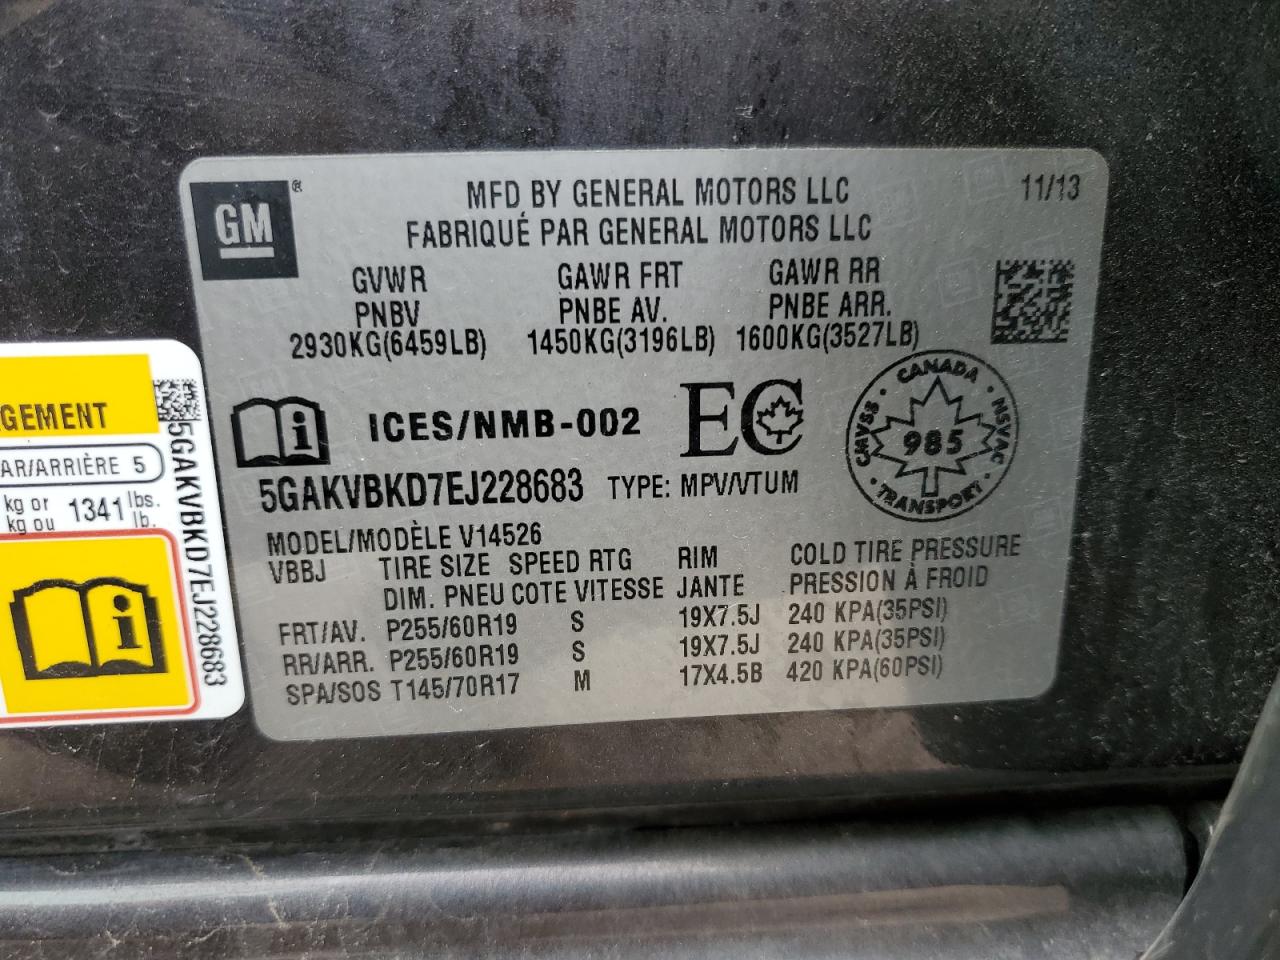 GM ®
MFD BY GENERAL MOTORS LLC 11/13
FABRIQUÉ PAR GENERAL MOTORS LLC
GVWR GAWR FRT GAWR RR
PNBV PNBE AV. PNBE ARR.
2930KG(6459LB) 1450KG(3196LB) 1600KG(3527LB)
ICES/NMB-002 EC
CANADA
CMVSS 985 NSVAC
TRANSPORT
5GAKVBKD7EJ228683 TYPE: MPV/VTUM
MODEL/MODÈLE V14526
VBBJ TIRE SIZE SPEED RTG RIM COLD TIRE PRESSURE
DIM. PNEU COTE VITESSE JANTE PRESSION À FROID
FRT/AV. P255/60R19 S 19X7.5J 240 KPA(35PSI)
RR/ARR. P255/60R19 S 19X7.5J 240 KPA(35PSI)
SPA/SOS T145/70R17 M 17X4.5B 420 KPA(60PSI)
GEMENT
AR/ARRIÈRE 5
kg or 1341 lbs.
kg ou lb.
5GAKVBKD7EJ228683